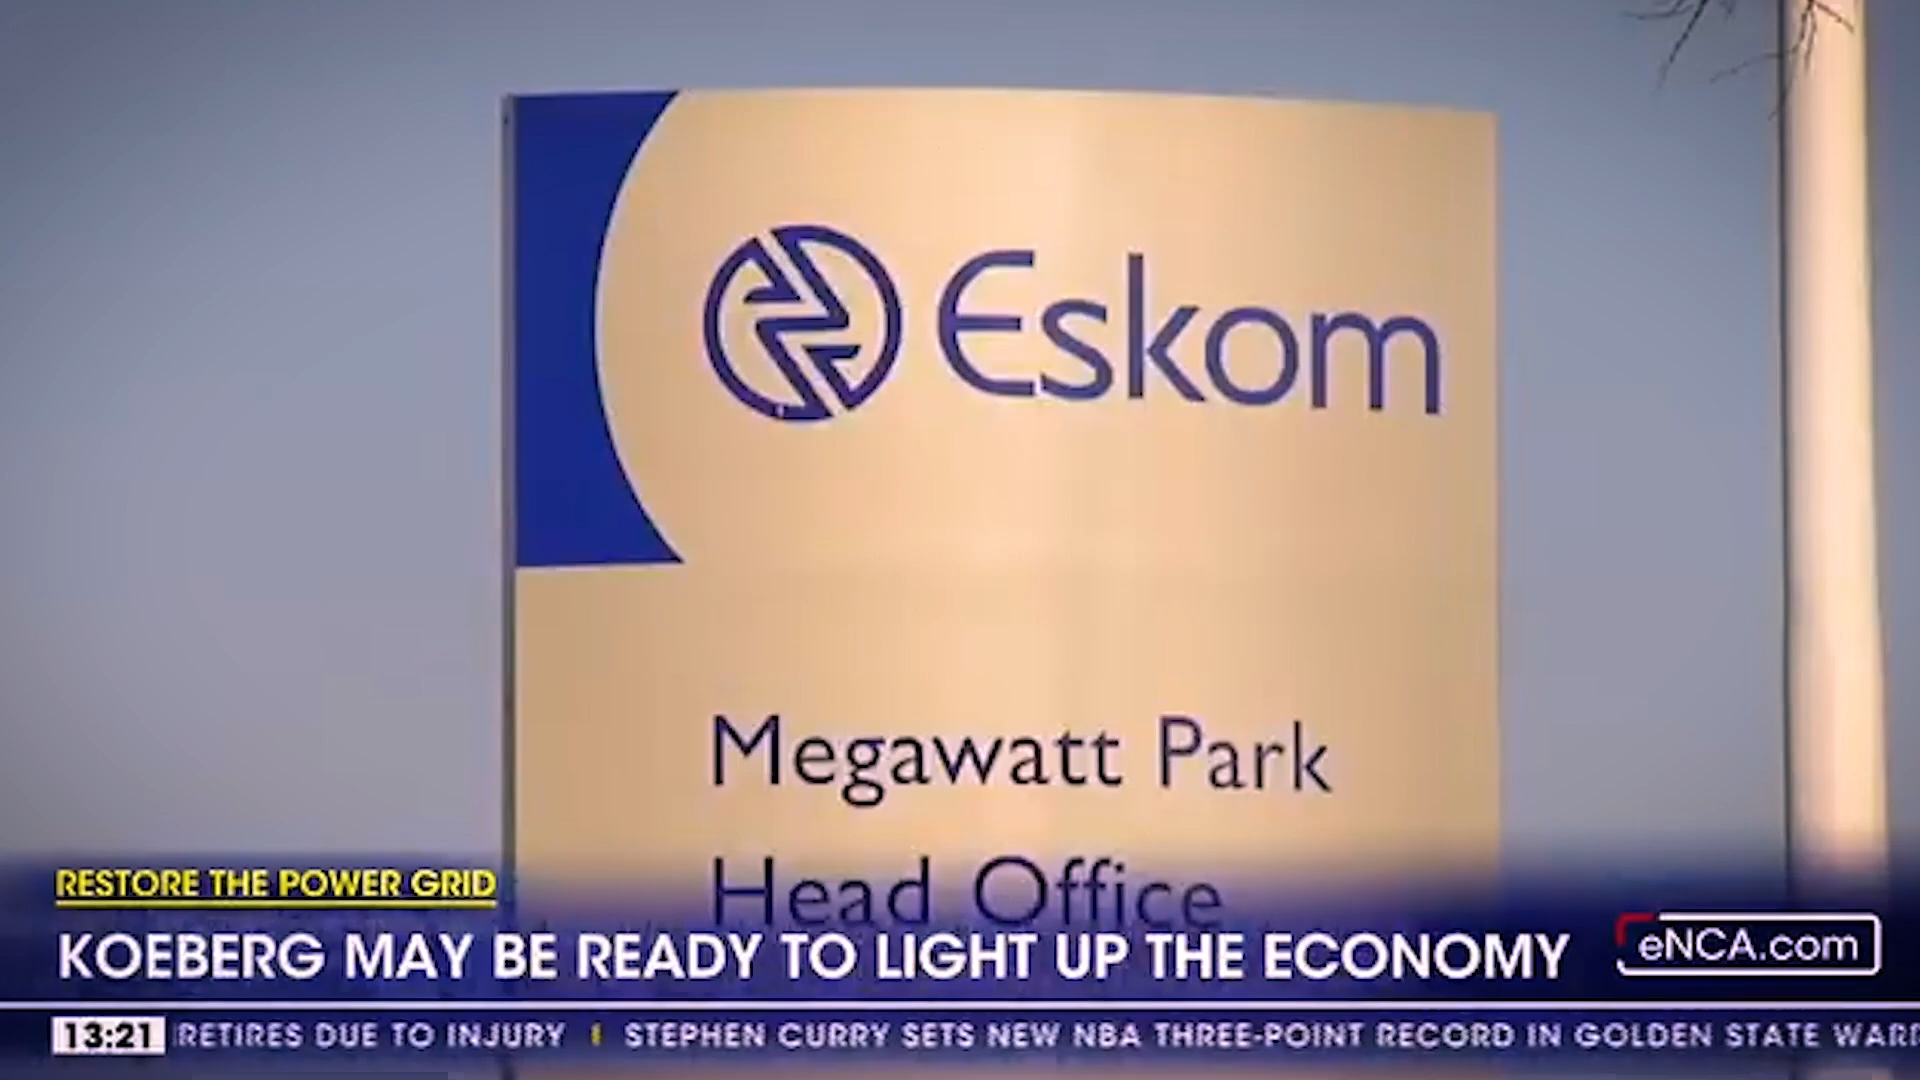 Eskom
Megawatt Park
Head Office
RESTORE THE POWER GRID
KOEBERG MAY BE READY TO LIGHT UP THE ECONOMY
eNCA.com
13:21 RETIRES DUE TO INJURY STEPHEN CURRY SETS NEW NBA THREE-POINT RECORD IN GOLDEN STATE WARR